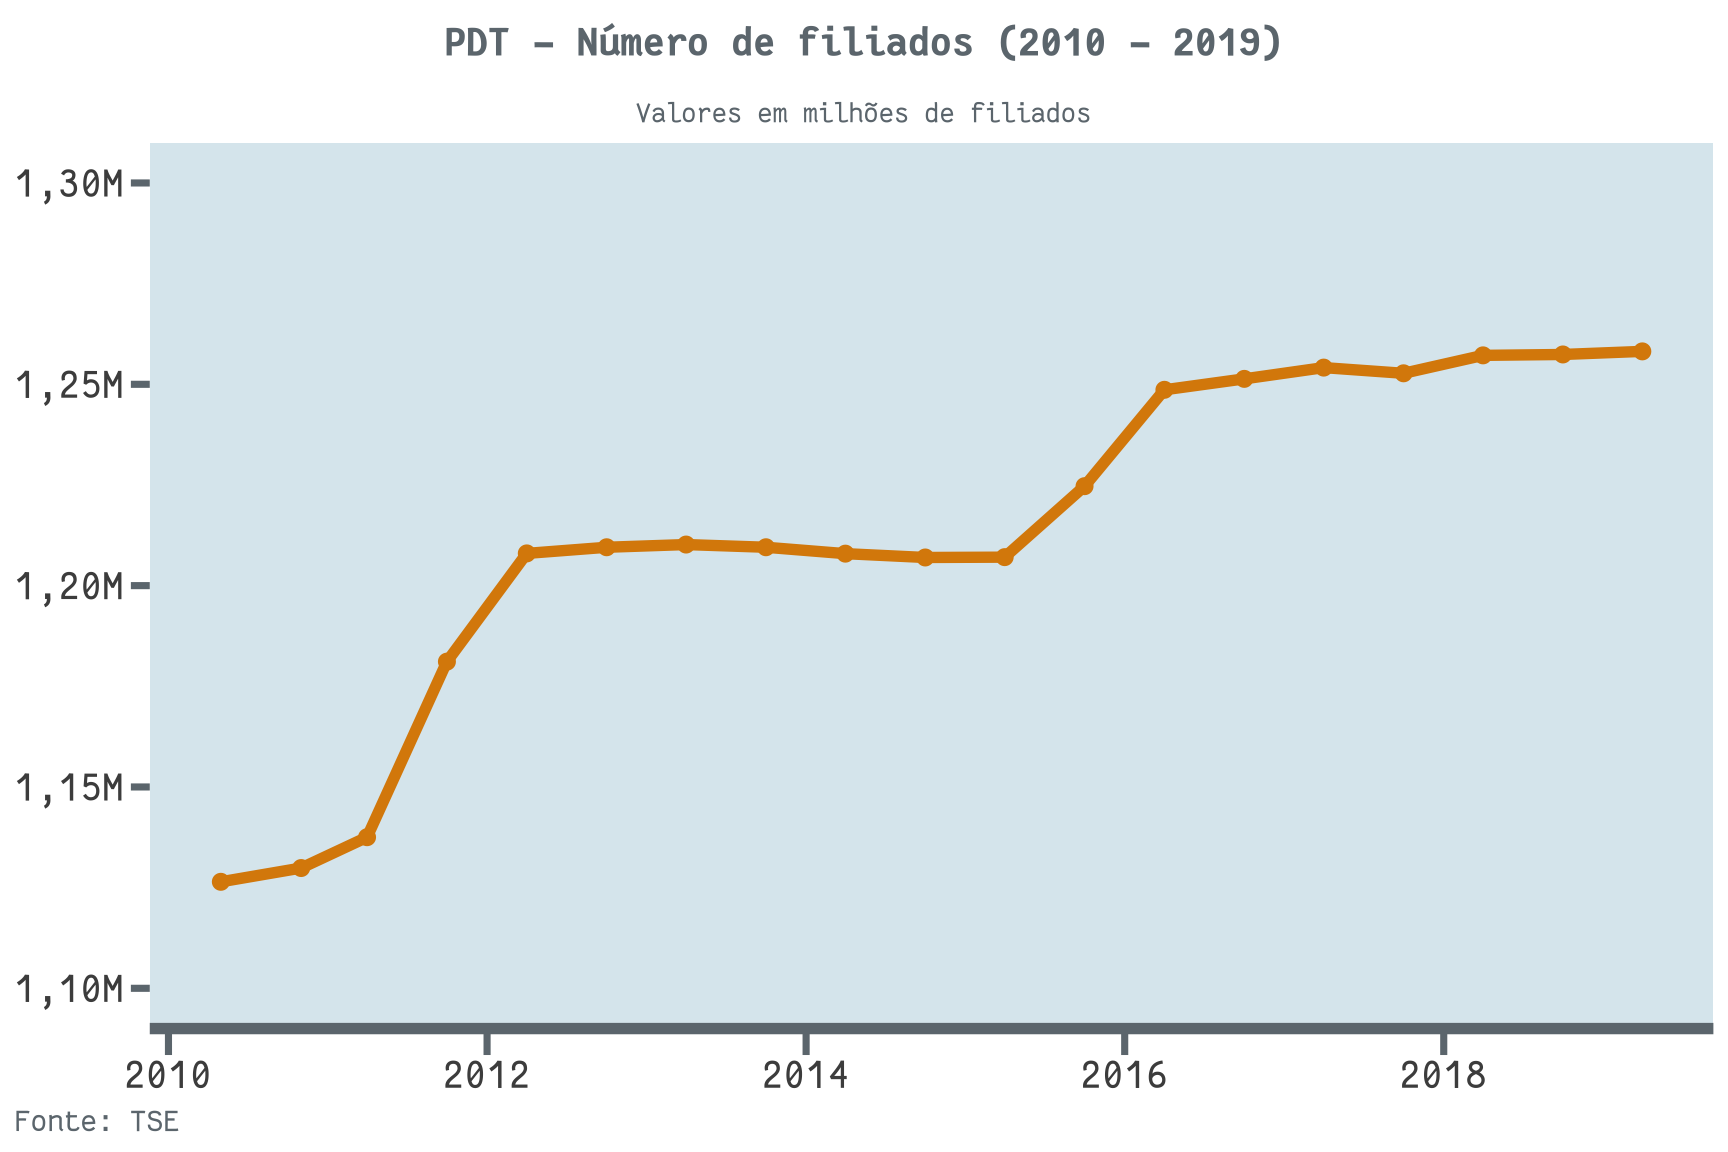 PDT – Número de filiados (2010 – 2019)
Valores em milhões de filiados
1,30M
1,25M
1,20M
1,15M
1,10M
2010 2012 2014 2016 2018
Fonte: TSE